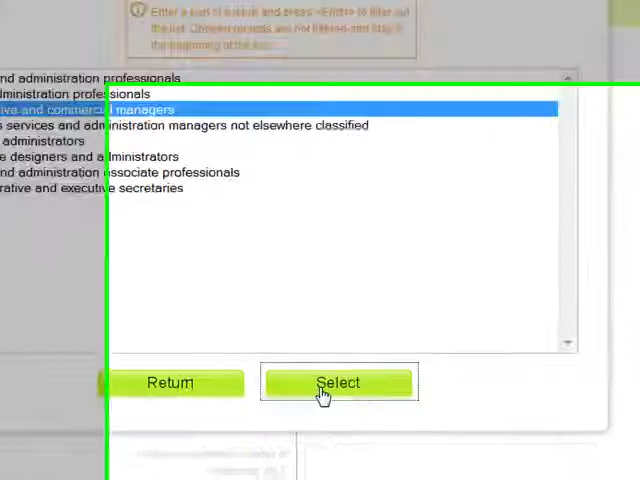 Enter a part of
and press <Enter> to filter out
the list. Chosen records are not filtered and stay in
the beginning of the list.
nd administration professionals
dministration professionals
ive and commercial managers
s services and administration managers not elsewhere classified
administrators
e designers and administrators
nd administration associate professionals
rative and executive secretaries
Return
Select